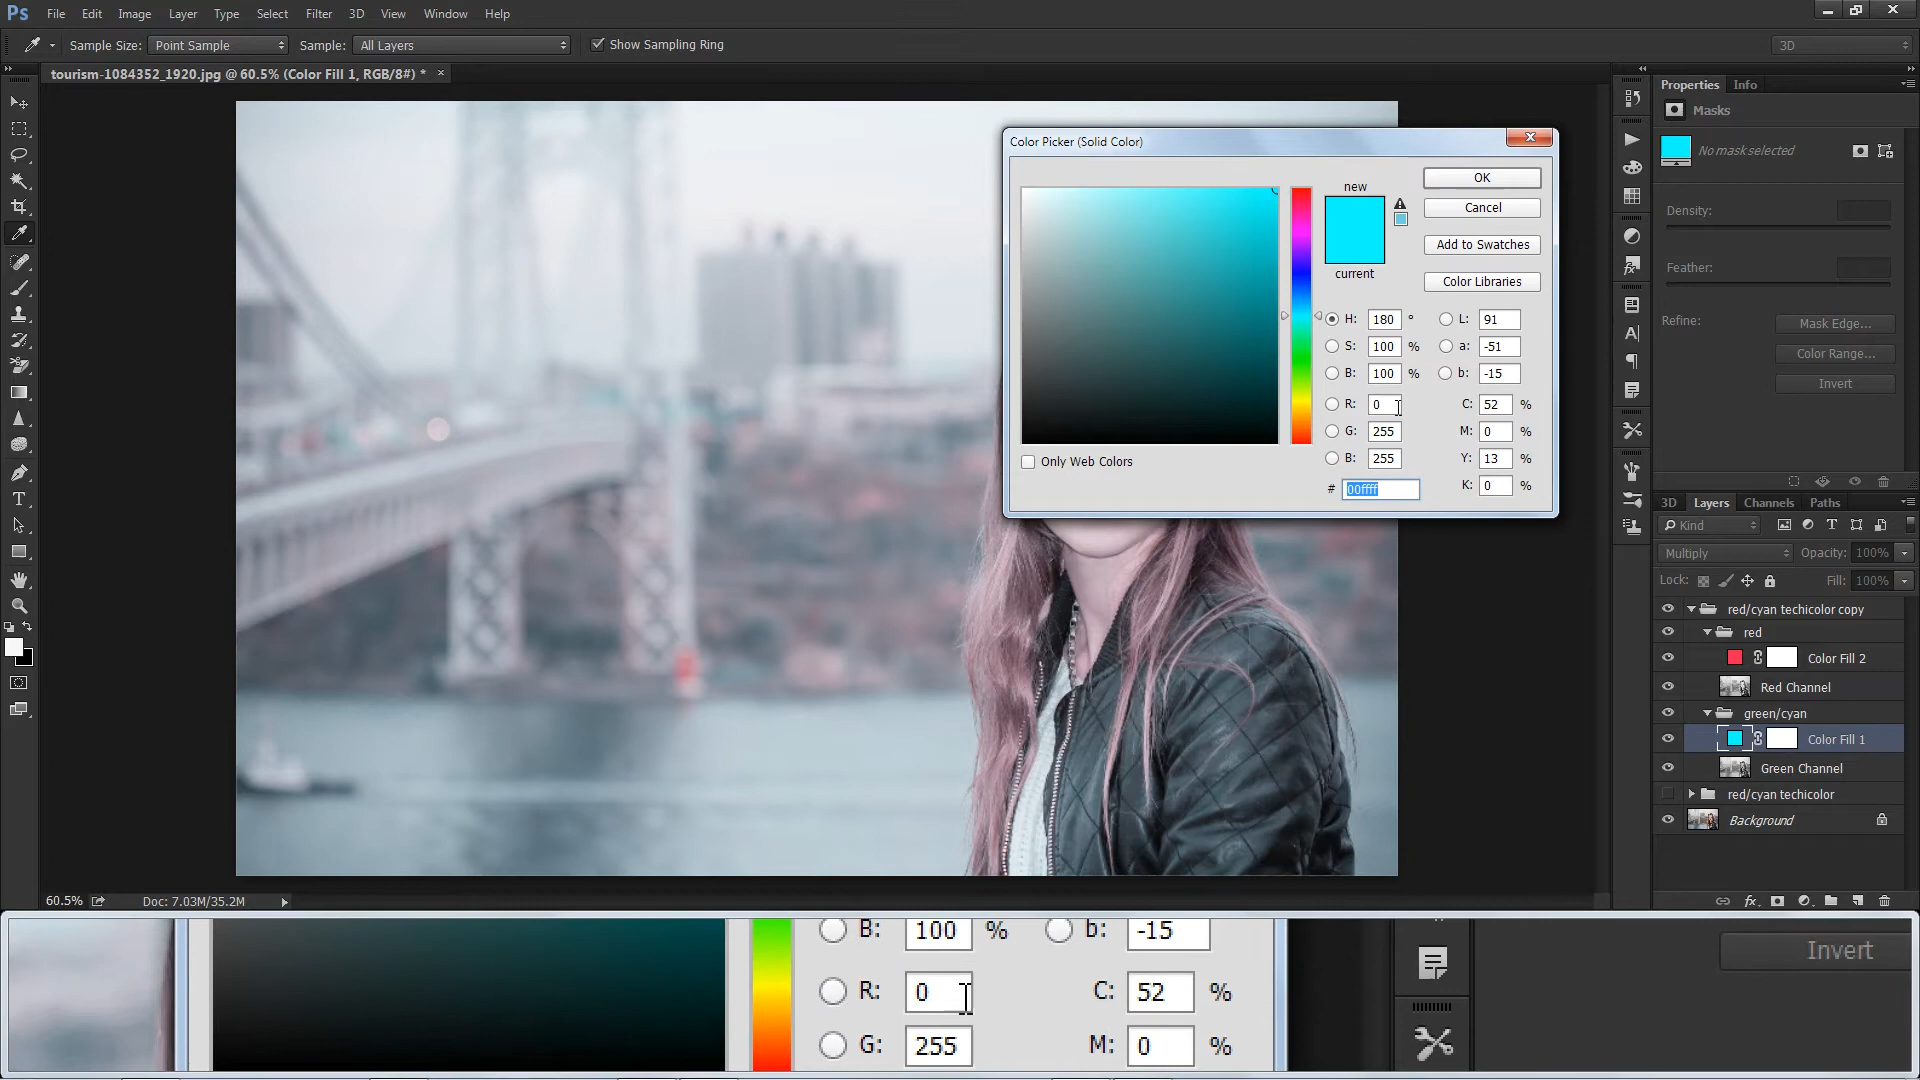 Ps File Edit Image Layer Type Select Filter 3D View Window Help
Sample Size: Point Sample Sample: All Layers Show Sampling Ring 3D
tourism-1084352_1920.jpg @ 60.5% (Color Fill 1, RGB/8#) *
Color Picker (Solid Color)
new
current
OK
Cancel
Add to Swatches
Color Libraries
H: 180 ° L: 91
S: 100 % a: -51
B: 100 % b: -15
R: 0 C: 52 %
G: 255 M: 0 %
B: 255 Y: 13 %
# 00ffff K: 0 %
Only Web Colors
Properties Info
Masks
No mask selected
Density:
Feather:
Refine: Mask Edge...
Color Range...
Invert
3D Layers Channels Paths
Kind
Multiply Opacity: 100%
Lock: Fill: 100%
red/cyan techicolor copy
red
Color Fill 2
Red Channel
green/cyan
Color Fill 1
Green Channel
red/cyan techicolor
Background
60.5% Doc: 7.03M/35.2M
B: 100 % b: -15
R: 0 C: 52 %
G: 255 M: 0 %
Invert